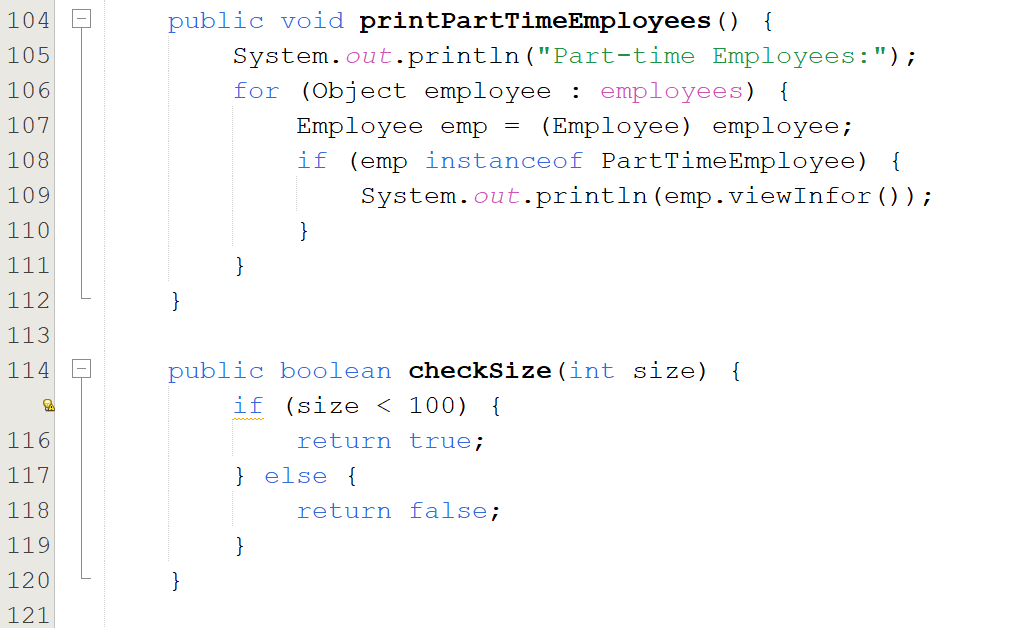 104 public void printPartTimeEmployees() {
105 System.out.println("Part-time Employees:");
106 for (Object employee : employees) {
107 Employee emp = (Employee) employee;
108 if (emp instanceof PartTimeEmployee) {
109 System.out.println(emp.viewInfor());
110 }
111 }
112 }
113
114 public boolean checkSize(int size) {
if (size < 100) {
116 return true;
117 } else {
118 return false;
119 }
120 }
121